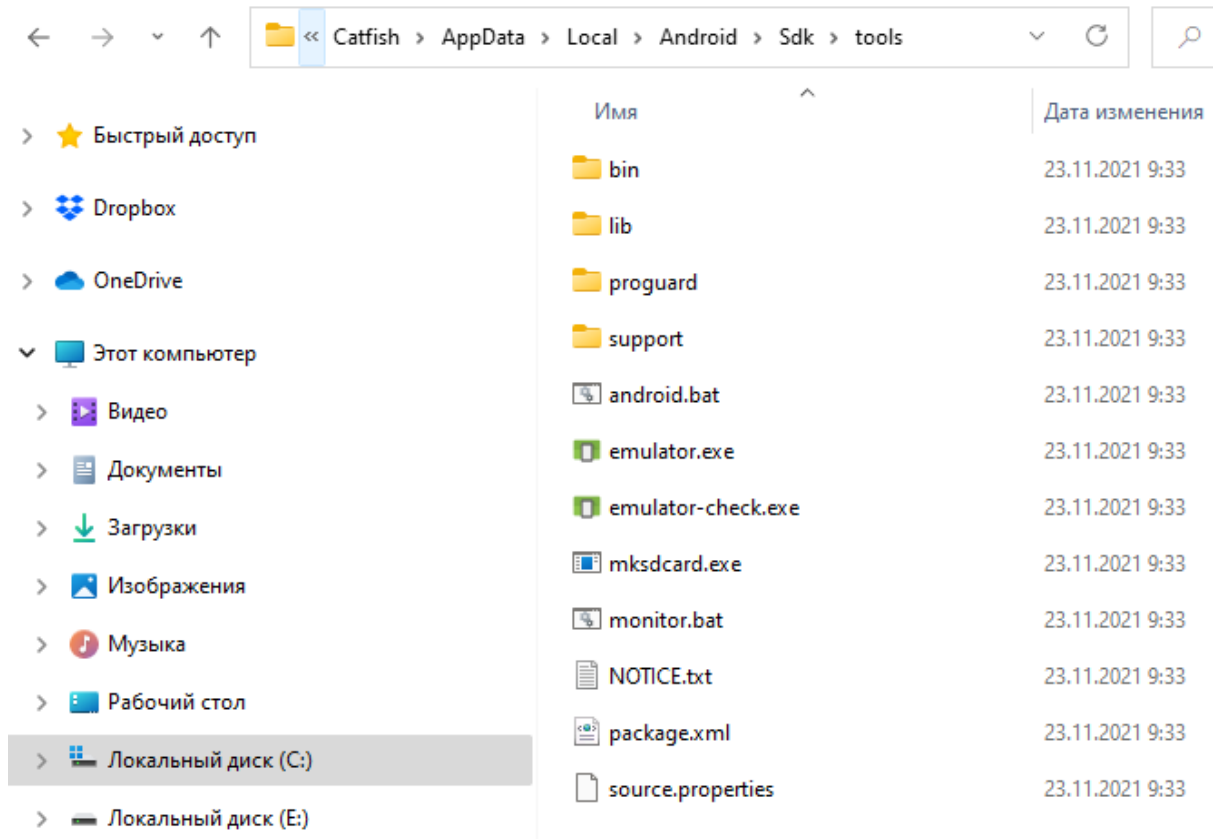 « Catfish > AppData > Local > Android > Sdk > tools
Быстрый доступ
Dropbox
OneDrive
Этот компьютер
Видео
Документы
Загрузки
Изображения
Музыка
Рабочий стол
Локальный диск (C:)
Локальный диск (E:)
Имя Дата изменения
bin 23.11.2021 9:33
lib 23.11.2021 9:33
proguard 23.11.2021 9:33
support 23.11.2021 9:33
android.bat 23.11.2021 9:33
emulator.exe 23.11.2021 9:33
emulator-check.exe 23.11.2021 9:33
mksdcard.exe 23.11.2021 9:33
monitor.bat 23.11.2021 9:33
NOTICE.txt 23.11.2021 9:33
package.xml 23.11.2021 9:33
source.properties 23.11.2021 9:33